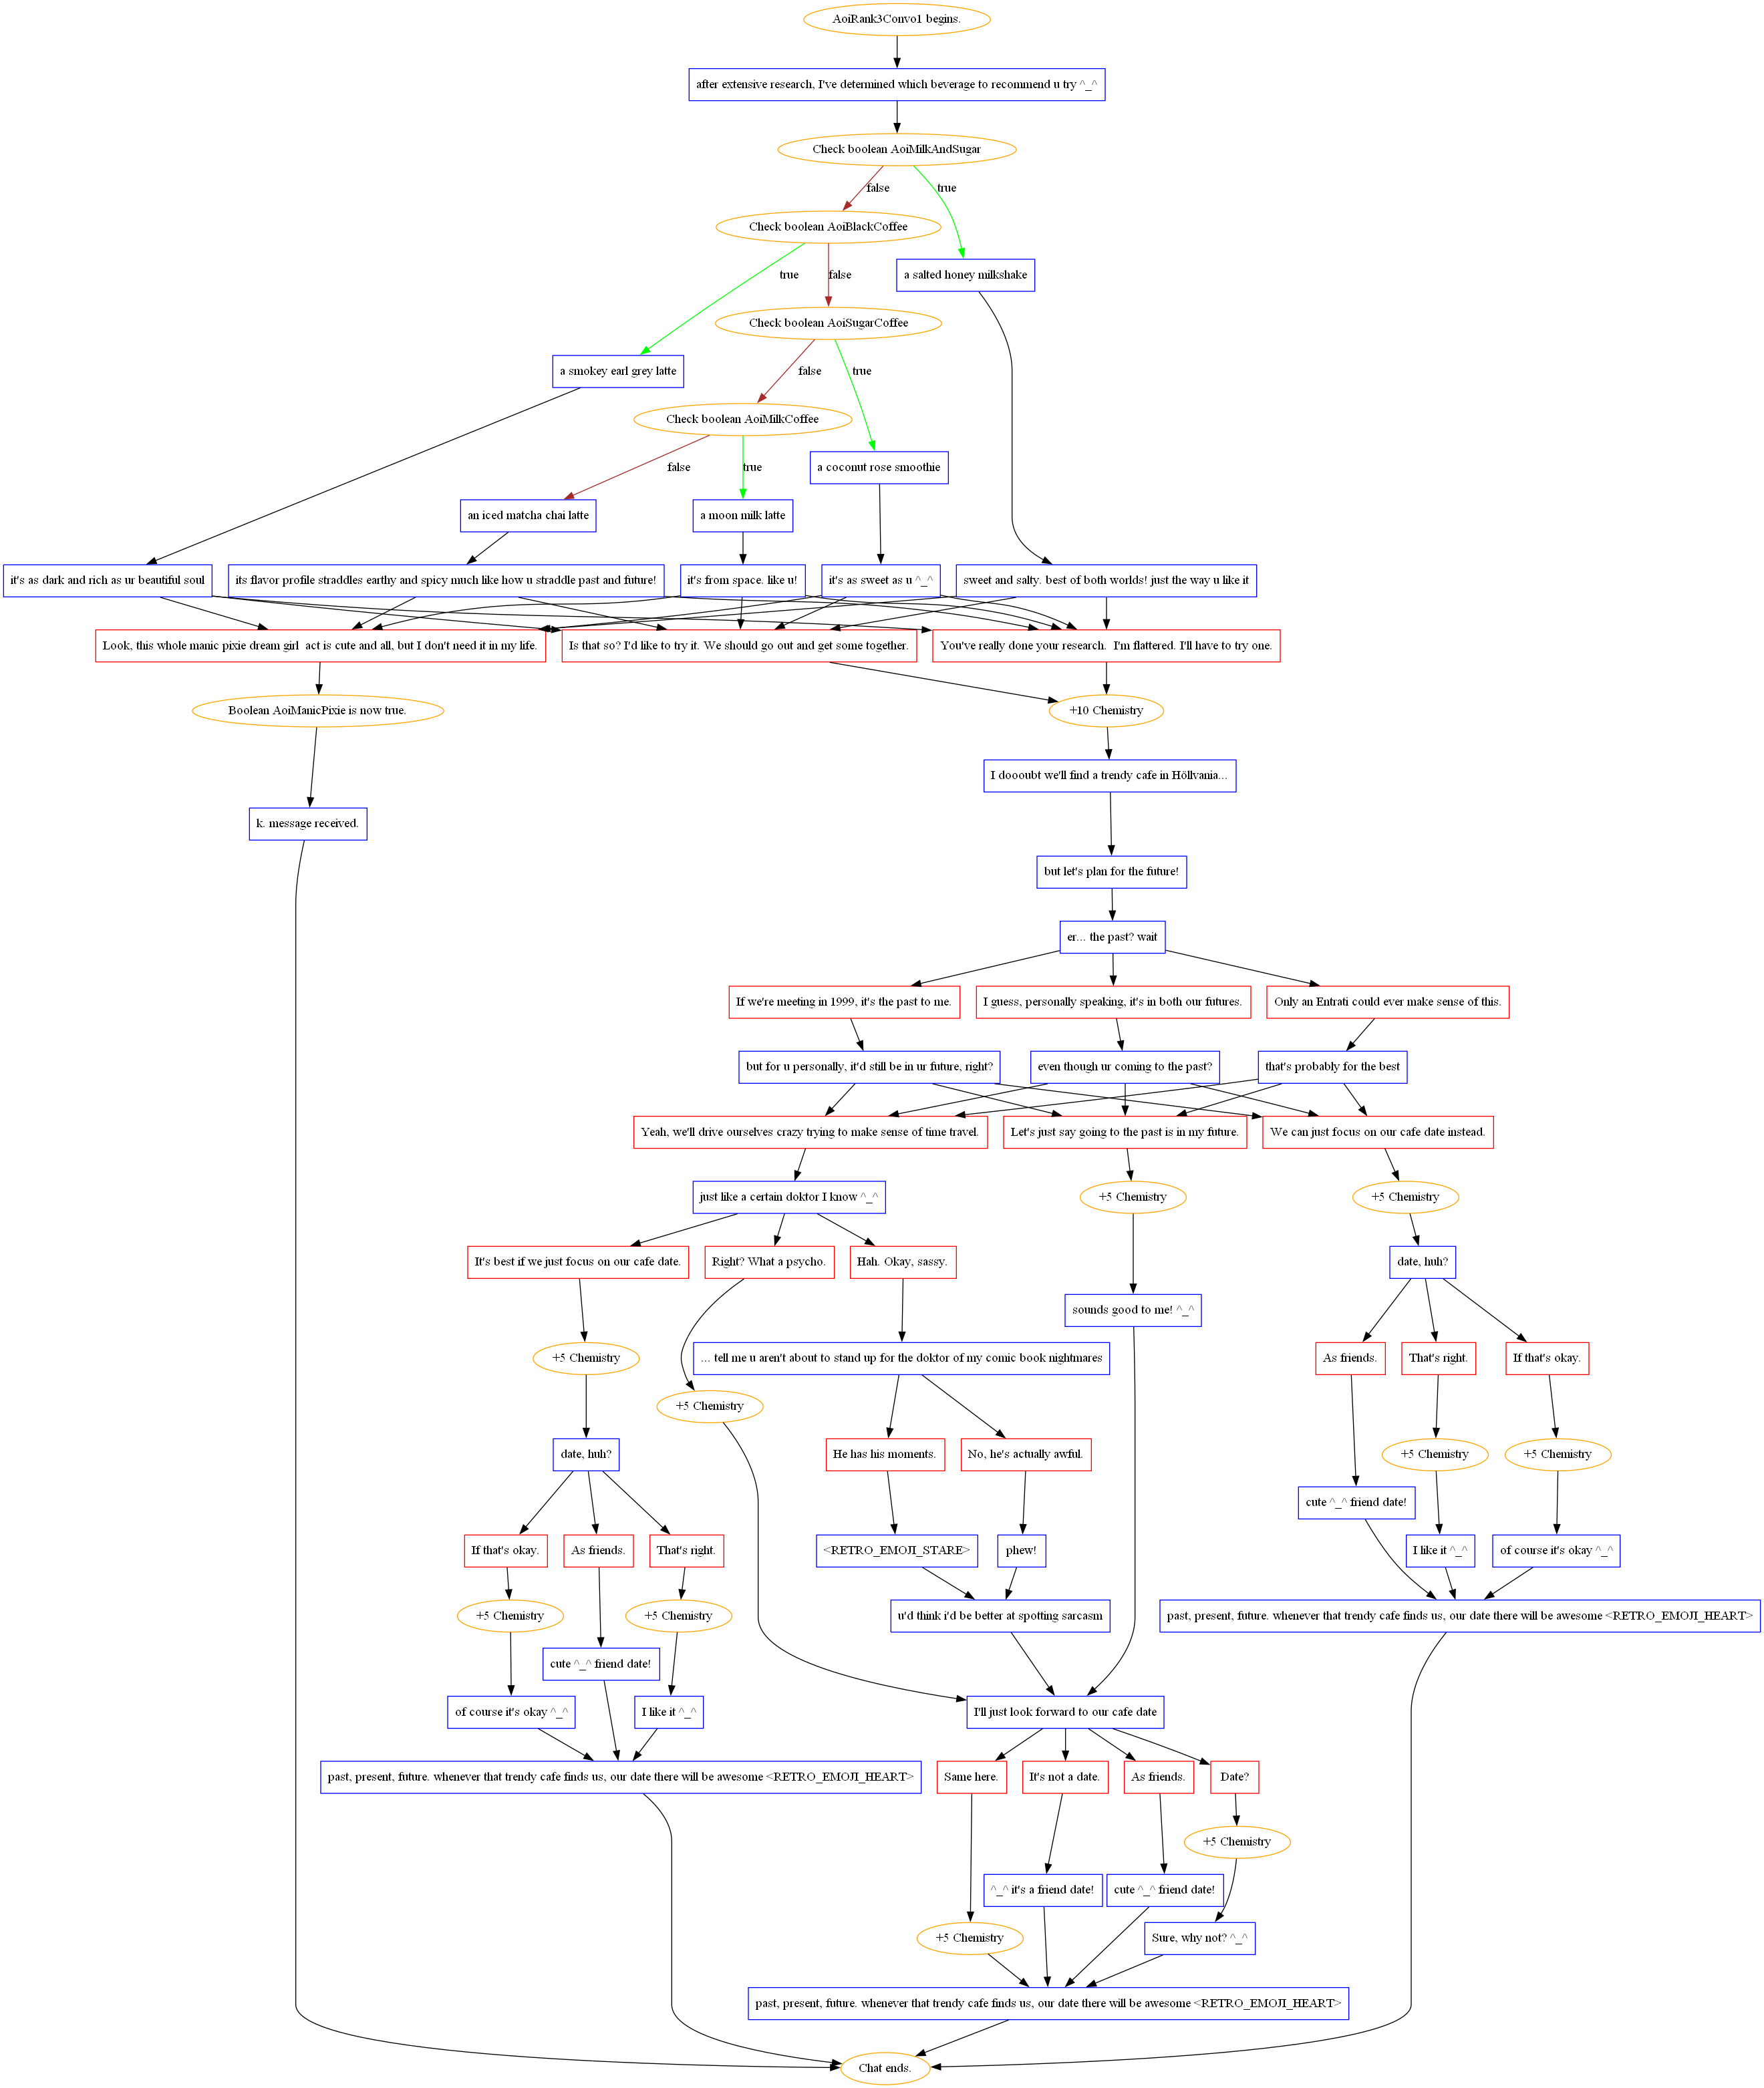 AoiRank3Convo1 begins.
after extensive research, I've determined which beverage to recommend u try ^_^
Check boolean AoiMilkAndSugar
false
true
Check boolean AoiBlackCoffee
true
false
a salted honey milkshake
Check boolean AoiSugarCoffee
a smokey earl grey latte
false
true
Check boolean AoiMilkCoffee
false
true
a coconut rose smoothie
an iced matcha chai latte
a moon milk latte
it's as dark and rich as ur beautiful soul
its flavor profile straddles earthy and spicy much like how u straddle past and future!
it's from space. like u!
it's as sweet as u ^_^
sweet and salty. best of both worlds! just the way u like it
Look, this whole manic pixie dream girl  act is cute and all, but I don't need it in my life.
Is that so? I'd like to try it. We should go out and get some together.
You've really done your research.  I'm flattered. I'll have to try one.
Boolean AoiManicPixie is now true.
+10 Chemistry
I doooubt we'll find a trendy cafe in Höllvania...
k. message received.
but let's plan for the future!
er... the past? wait
If we're meeting in 1999, it's the past to me.
I guess, personally speaking, it's in both our futures.
Only an Entrati could ever make sense of this.
but for u personally, it'd still be in ur future, right?
even though ur coming to the past?
that's probably for the best
Yeah, we'll drive ourselves crazy trying to make sense of time travel.
Let's just say going to the past is in my future.
We can just focus on our cafe date instead.
just like a certain doktor I know ^_^
+5 Chemistry
+5 Chemistry
It's best if we just focus on our cafe date.
Right? What a psycho.
Hah. Okay, sassy.
date, huh?
sounds good to me! ^_^
+5 Chemistry
... tell me u aren't about to stand up for the doktor of my comic book nightmares
As friends.
That's right.
If that's okay.
+5 Chemistry
date, huh?
He has his moments.
No, he's actually awful.
+5 Chemistry
+5 Chemistry
cute ^_^ friend date!
If that's okay.
As friends.
That's right.
<RETRO_EMOJI_STARE>
phew!
I like it ^_^
of course it's okay ^_^
+5 Chemistry
+5 Chemistry
u'd think i'd be better at spotting sarcasm
past, present, future. whenever that trendy cafe finds us, our date there will be awesome <RETRO_EMOJI_HEART>
cute ^_^ friend date!
of course it's okay ^_^
I like it ^_^
I'll just look forward to our cafe date
past, present, future. whenever that trendy cafe finds us, our date there will be awesome <RETRO_EMOJI_HEART>
Same here.
It's not a date.
As friends.
Date?
+5 Chemistry
^_^ it's a friend date!
cute ^_^ friend date!
+5 Chemistry
Sure, why not? ^_^
past, present, future. whenever that trendy cafe finds us, our date there will be awesome <RETRO_EMOJI_HEART>
Chat ends.